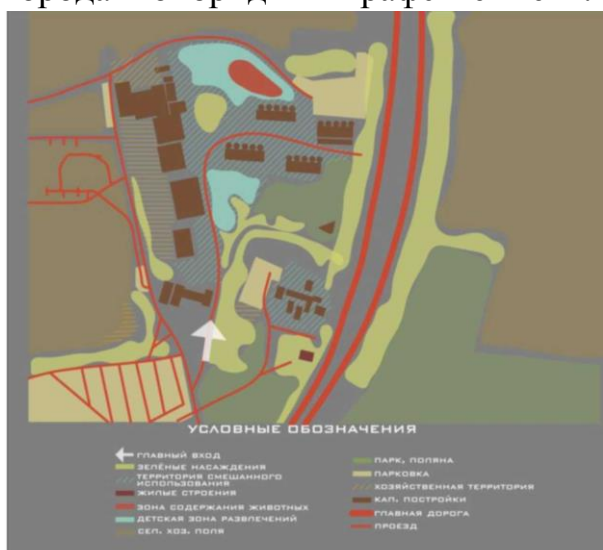 УСЛОВНЫЕ ОБОЗНАЧЕНИЯ
ГЛАВНЫЙ ВХОД
ЗЕЛЁНЫЕ НАСАЖДЕНИЯ
ТЕРРИТОРИЯ СМЕШАННОГО
ИСПОЛЬЗОВАНИЯ
ЖИЛЫЕ СТРОЕНИЯ
ЗОНА СОДЕРЖАНИЯ ЖИВОТНЫХ
ДЕТСКАЯ ЗОНА РАЗВЛЕЧЕНИЙ
СЕЛ. ХОЗ. ПОЛЯ
ПАРК, ПОЛЯНА
ПАРКОВКА
ХОЗЯЙСТВЕННАЯ ТЕРРИТОРИЯ
КАП. ПОСТРОЙКИ
ГЛАВНАЯ ДОРОГА
ПРОЕЗД